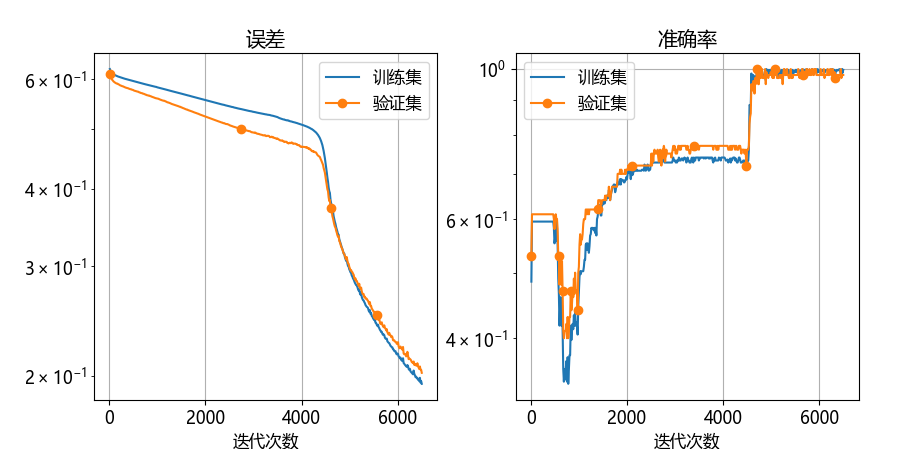 误差
6 × 10⁻¹
4 × 10⁻¹
3 × 10⁻¹
2 × 10⁻¹
0 2000 4000 6000
迭代次数
训练集
验证集
准确率
10⁰
6 × 10⁻¹
4 × 10⁻¹
0 2000 4000 6000
迭代次数
训练集
验证集